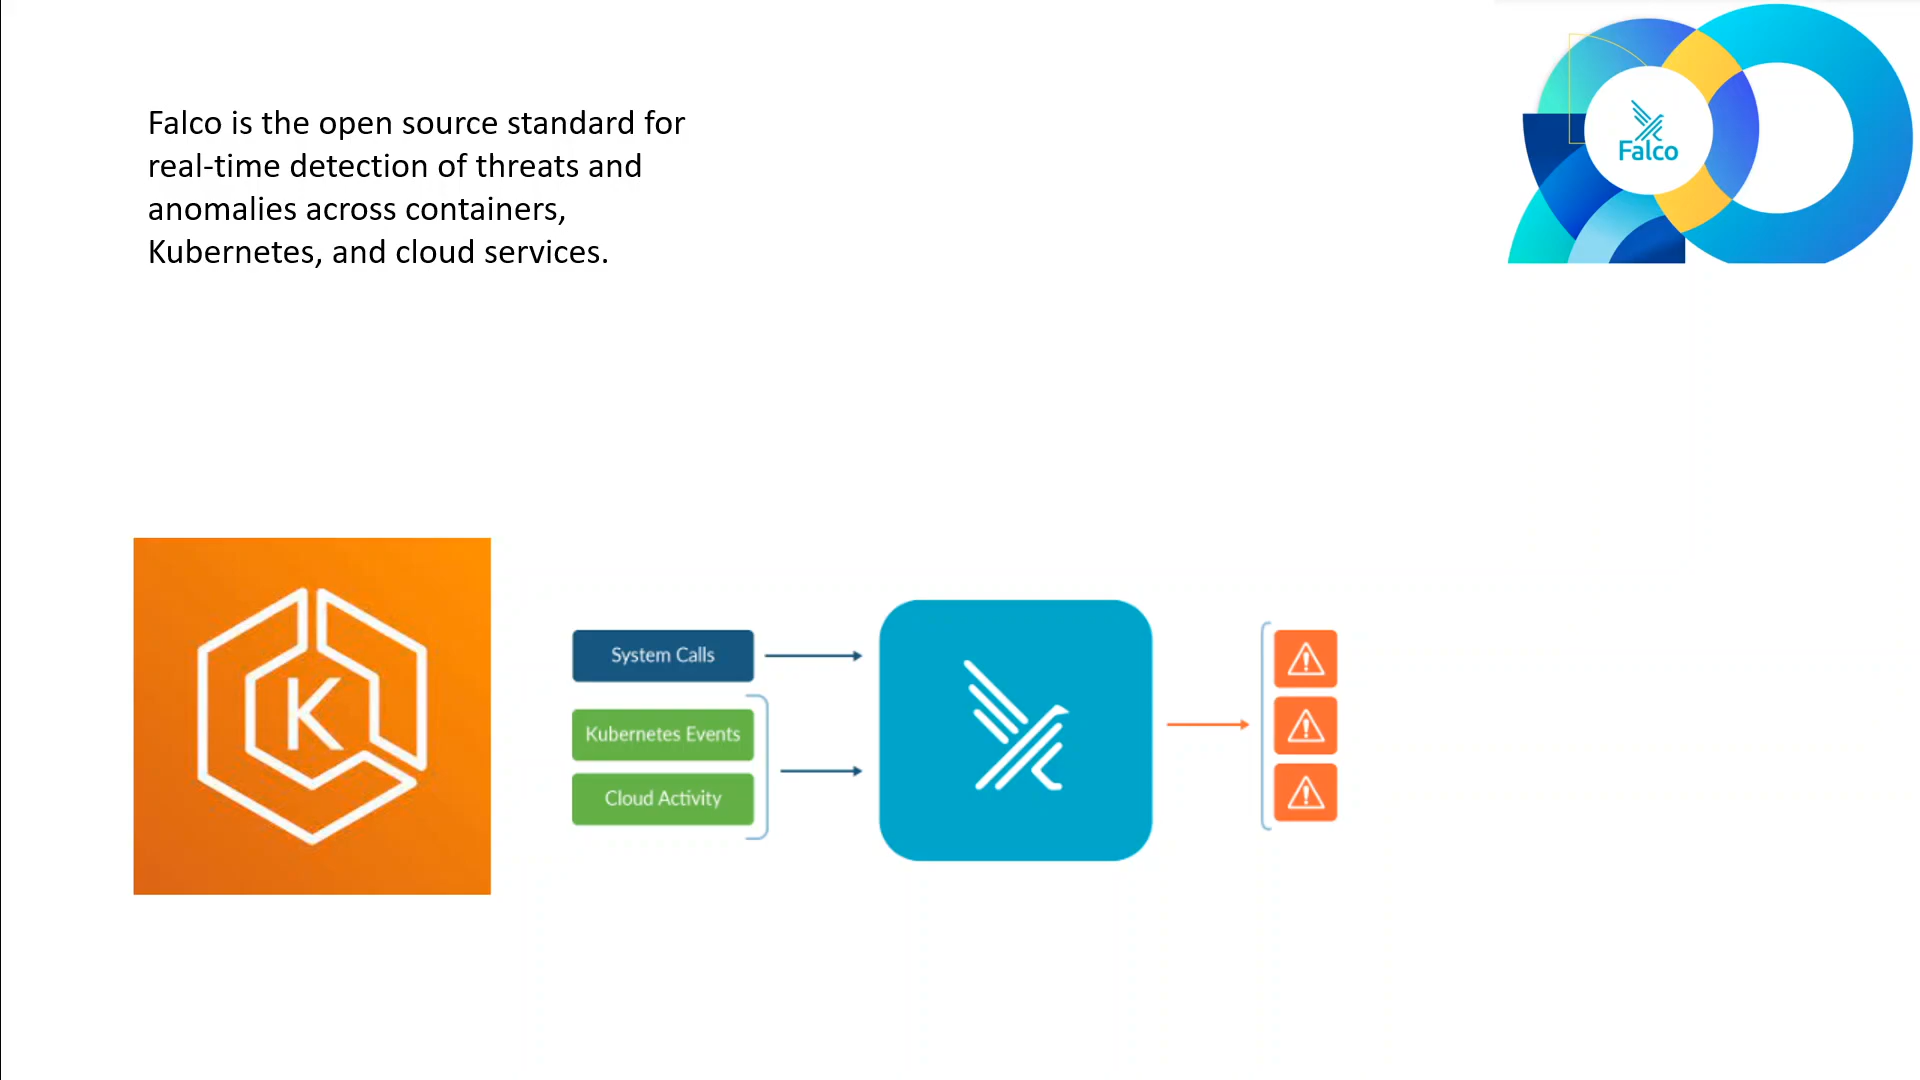 Falco is the open source standard for
real-time detection of threats and
anomalies across containers,
Kubernetes, and cloud services.
Falco
K
System Calls
Kubernetes Events
Cloud Activity